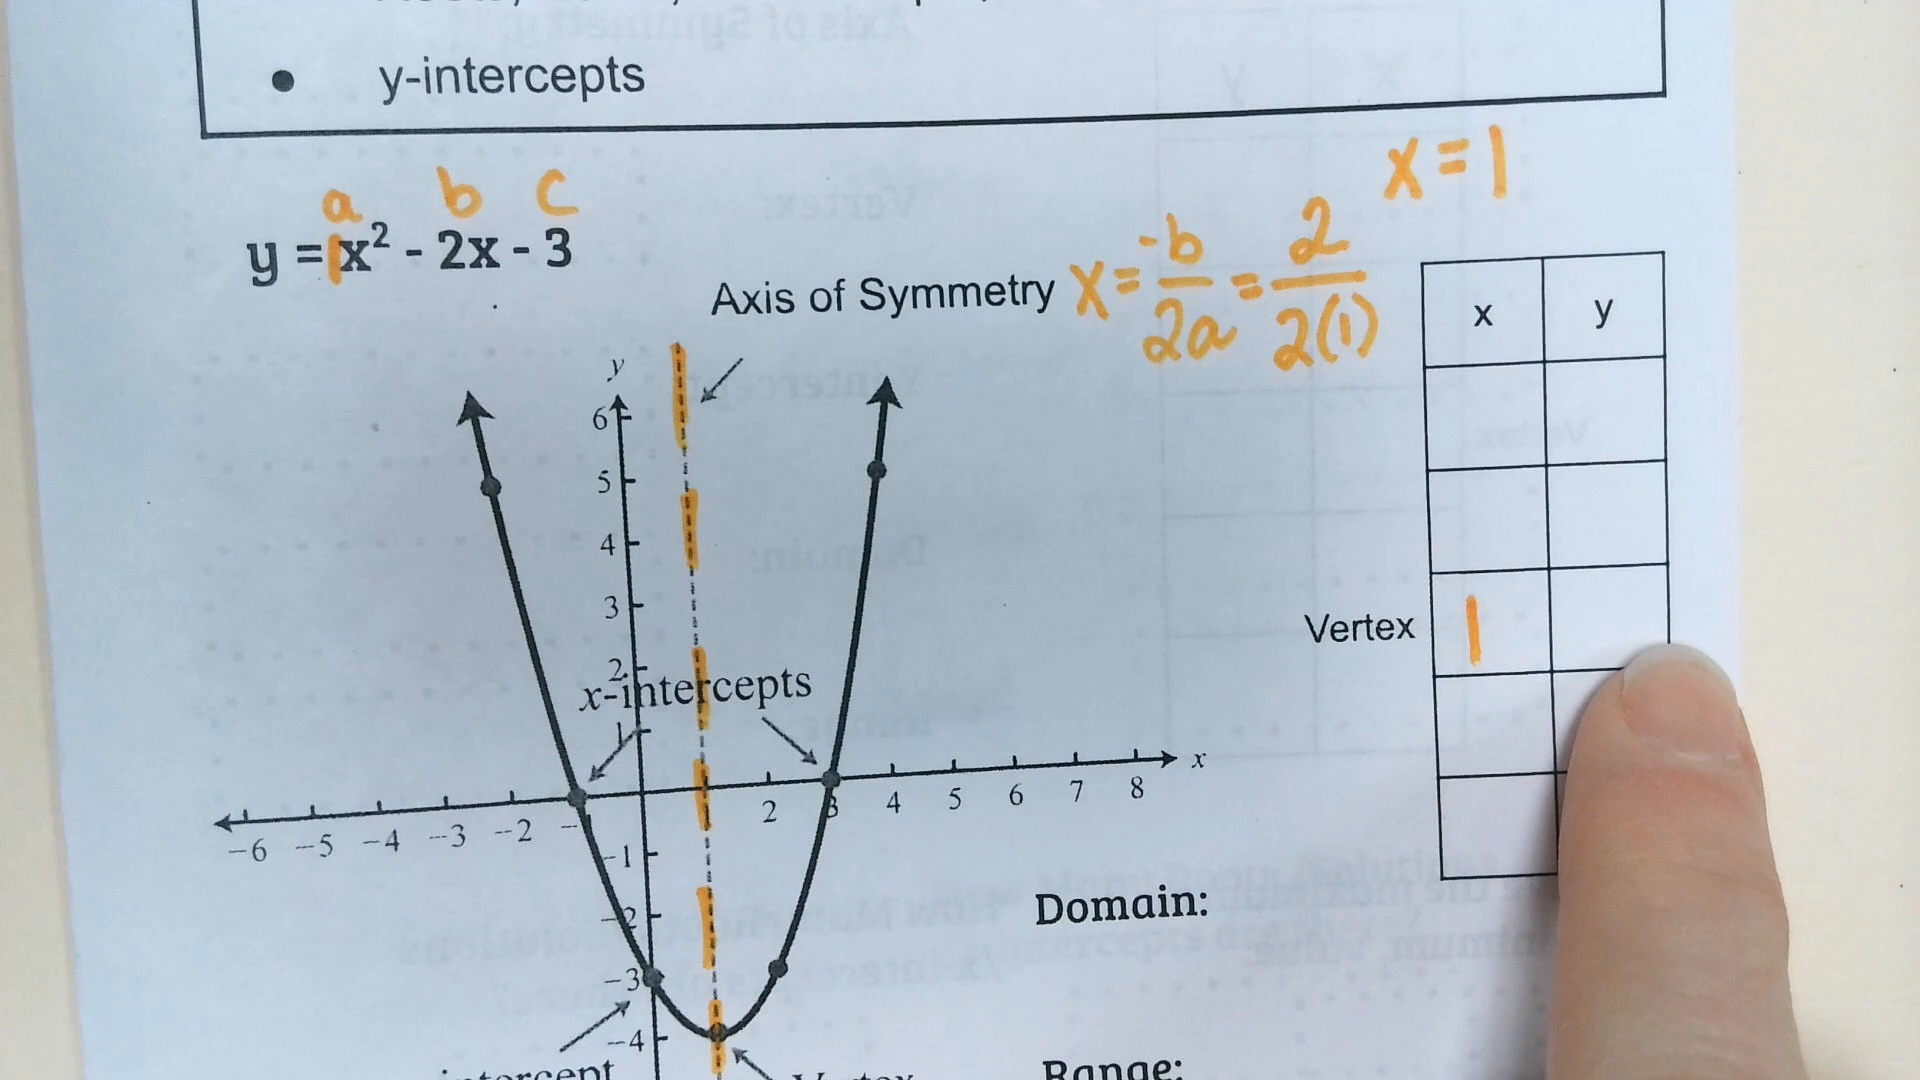 • y-intercepts
x = 1
a b c
y = 1x² - 2x - 3
Axis of Symmetry x = -b/2a = 2/2(1)
x y
y
6
5
4
3
2
x-intercepts
1
Vertex 1
x
-6 -5 -4 -3 -2 - 2 3 4 5 6 7 8
-1
-2
Domain:
-3
-4
intercept
Vertex
Range: